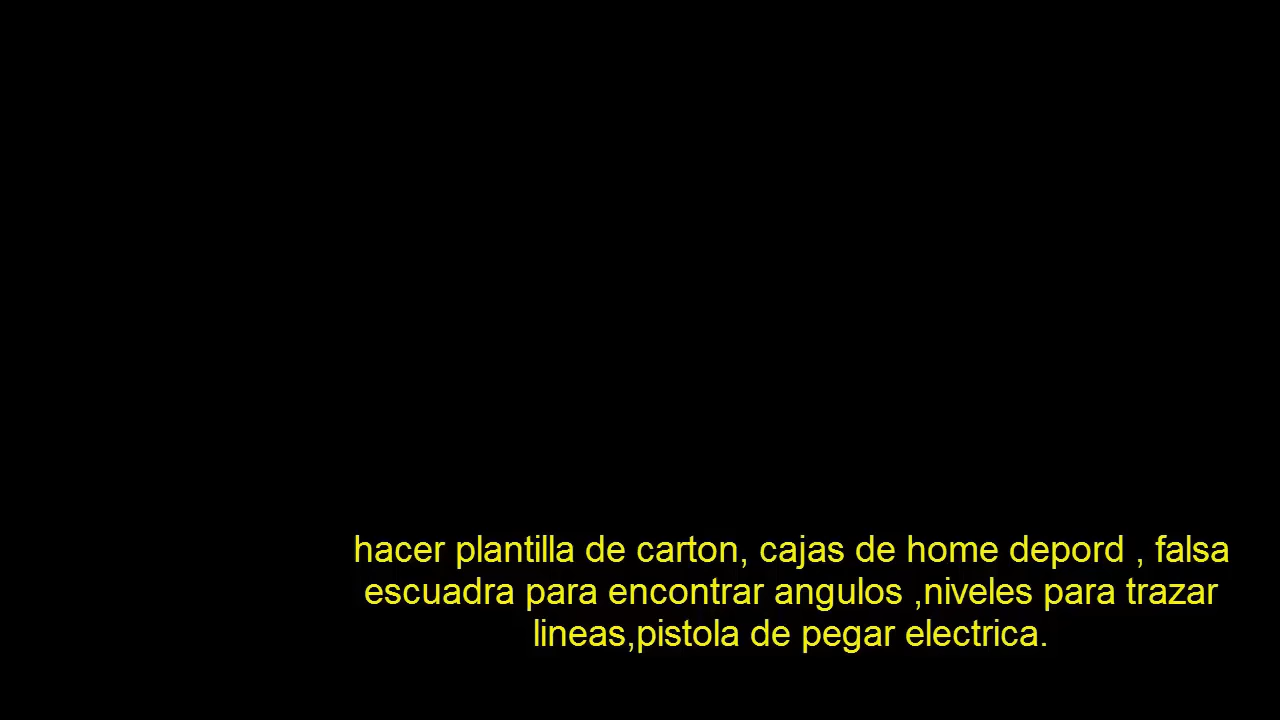 hacer plantilla de carton, cajas de home depord , falsa
escuadra para encontrar angulos ,niveles para trazar
lineas,pistola de pegar electrica.